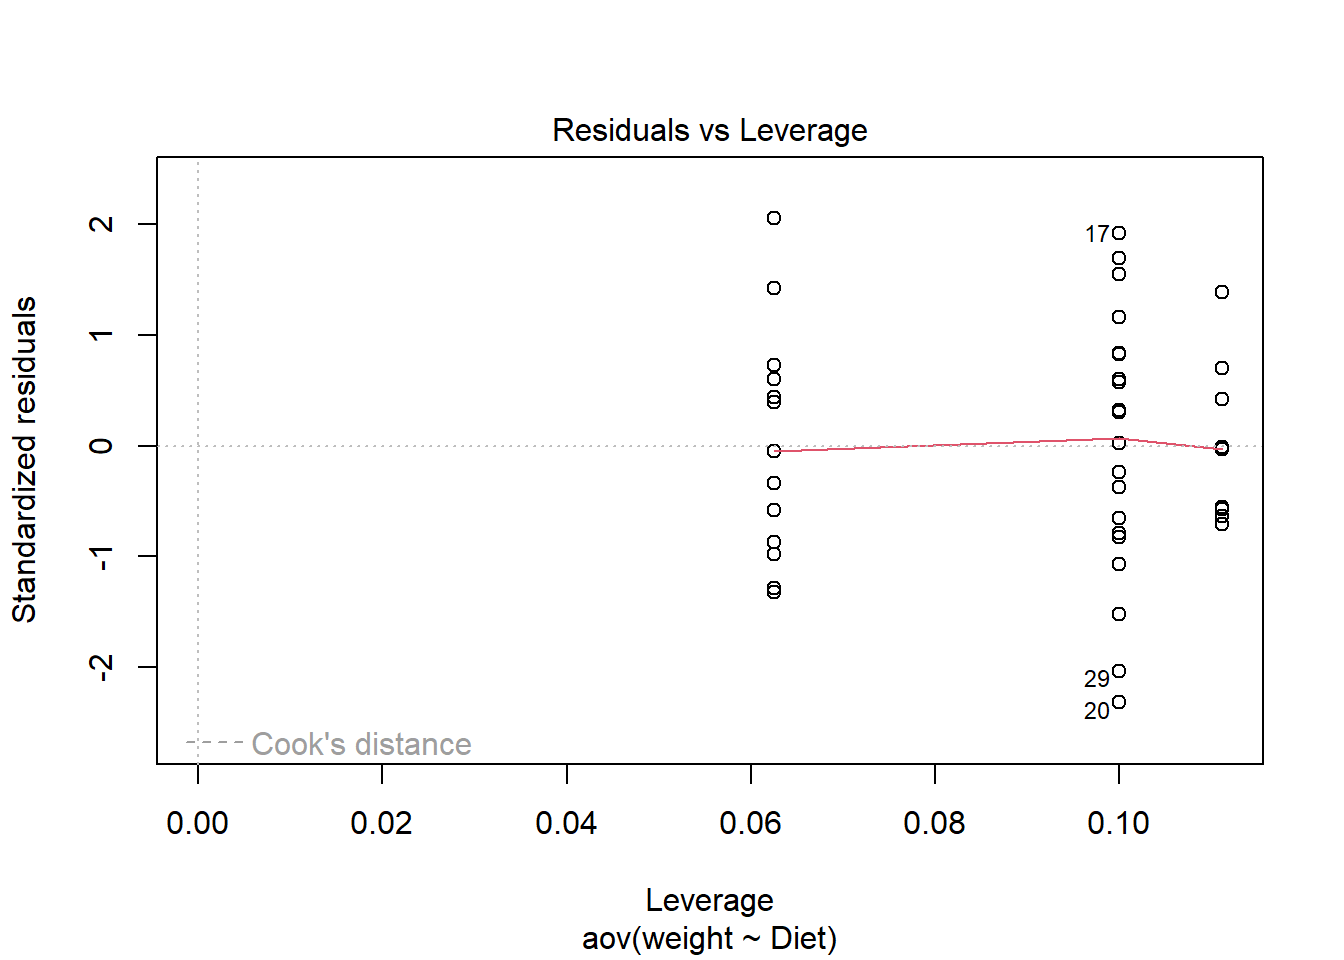 Residuals vs Leverage
Standardized residuals
2
1
0
-1
-2
17
29
20
Cook's distance
0.00 0.02 0.04 0.06 0.08 0.10
Leverage
aov(weight ~ Diet)